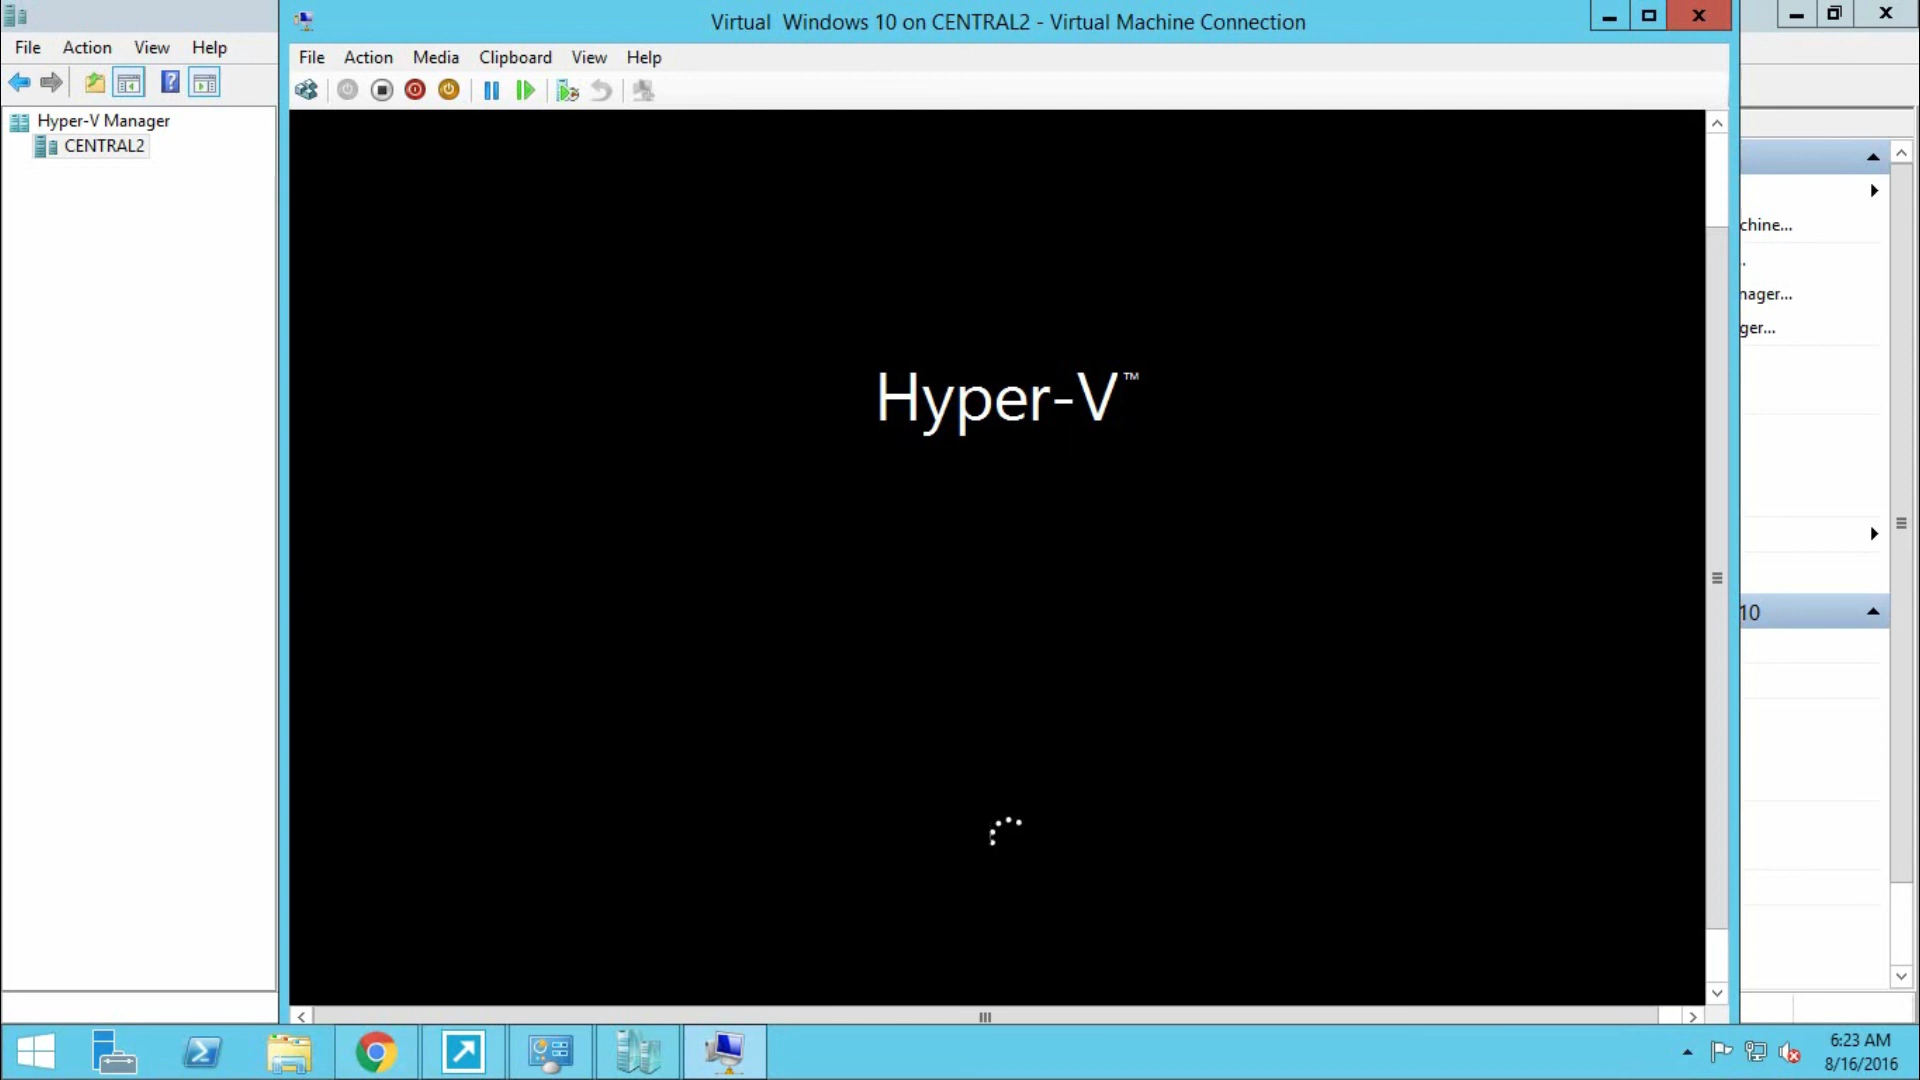 Virtual  Windows 10 on CENTRAL2 - Virtual Machine Connection
File Action View Help
File Action Media Clipboard View Help
Hyper-V Manager
CENTRAL2
chine...
..
nager...
ger...
Hyper-V™
10
6:23 AM
8/16/2016